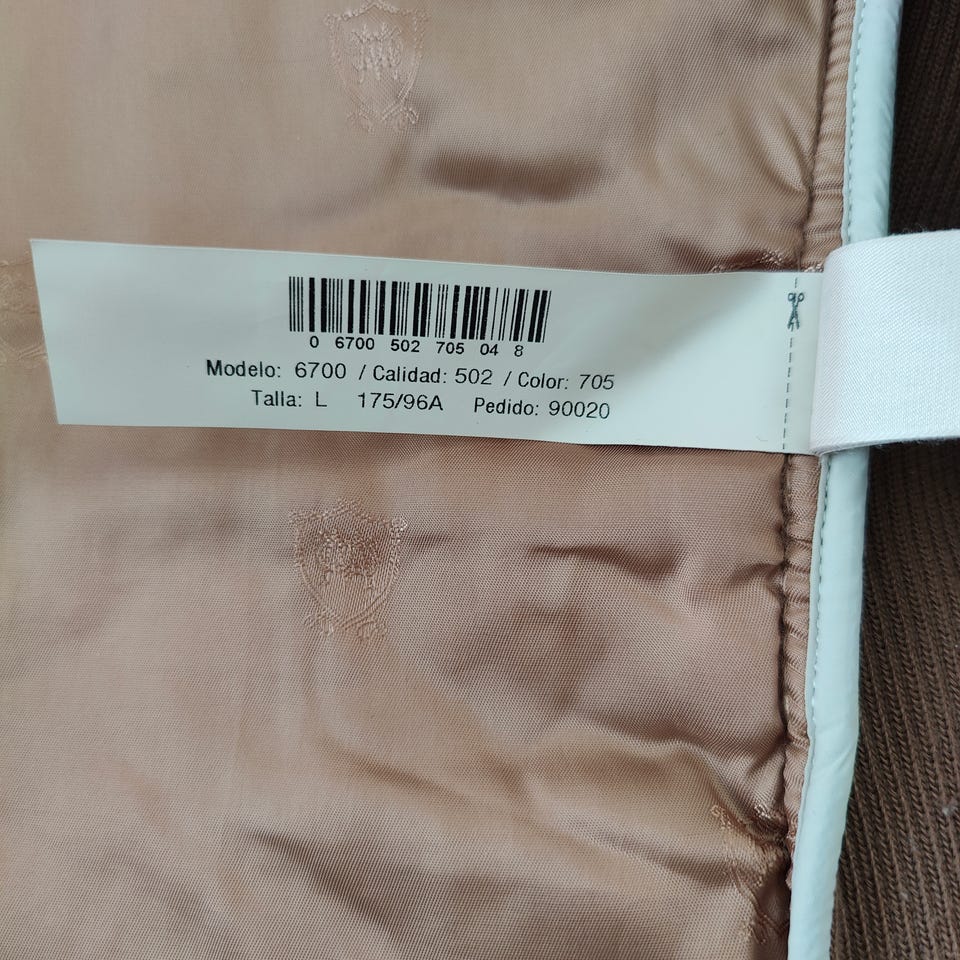 0 6700 502 705 04 8
Modelo: 6700 / Calidad: 502 / Color: 705
Talla: L 175/96A Pedido: 90020